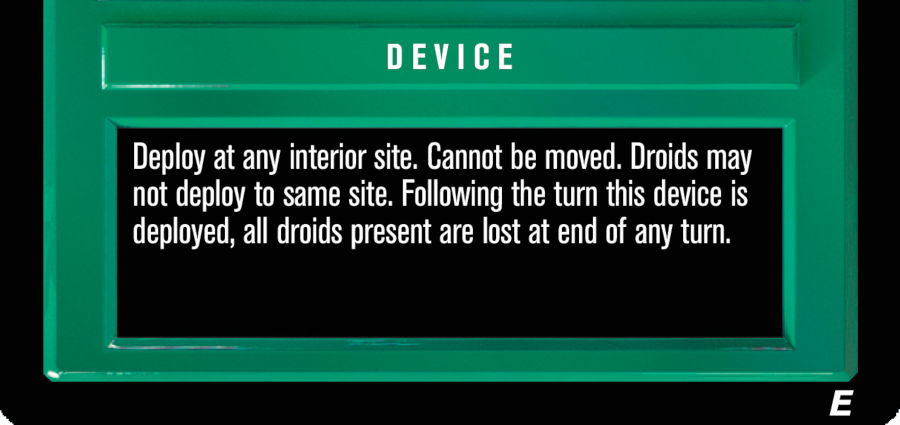 DEVICE
Deploy at any interior site. Cannot be moved. Droids may
not deploy to same site. Following the turn this device is
deployed, all droids present are lost at end of any turn.
E